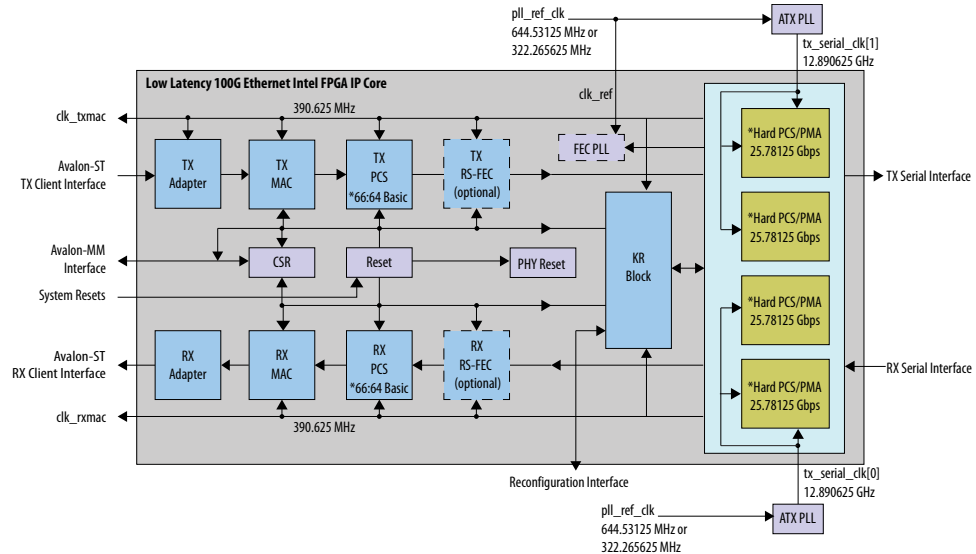 pll_ref_clk
644.53125 MHz or
322.265625 MHz
ATX PLL
tx_serial_clk[1]
12.890625 GHz
Low Latency 100G Ethernet Intel FPGA IP Core
clk_ref
390.625 MHz
clk_txmac
FEC PLL
*Hard PCS/PMA
25.78125 Gbps
Avalon-ST
TX Client Interface
TX
Adapter
TX
MAC
TX
PCS
*66:64 Basic
TX
RS-FEC
(optional)
TX Serial Interface
*Hard PCS/PMA
25.78125 Gbps
Avalon-MM
Interface
CSR
Reset
PHY Reset
KR
Block
System Resets
*Hard PCS/PMA
25.78125 Gbps
Avalon-ST
RX Client Interface
RX
Adapter
RX
MAC
RX
PCS
*66:64 Basic
RX
RS-FEC
(optional)
RX Serial Interface
*Hard PCS/PMA
25.78125 Gbps
clk_rxmac
390.625 MHz
tx_serial_clk[0]
12.890625 GHz
Reconfiguration Interface
pll_ref_clk
644.53125 MHz or
322.265625 MHz
ATX PLL